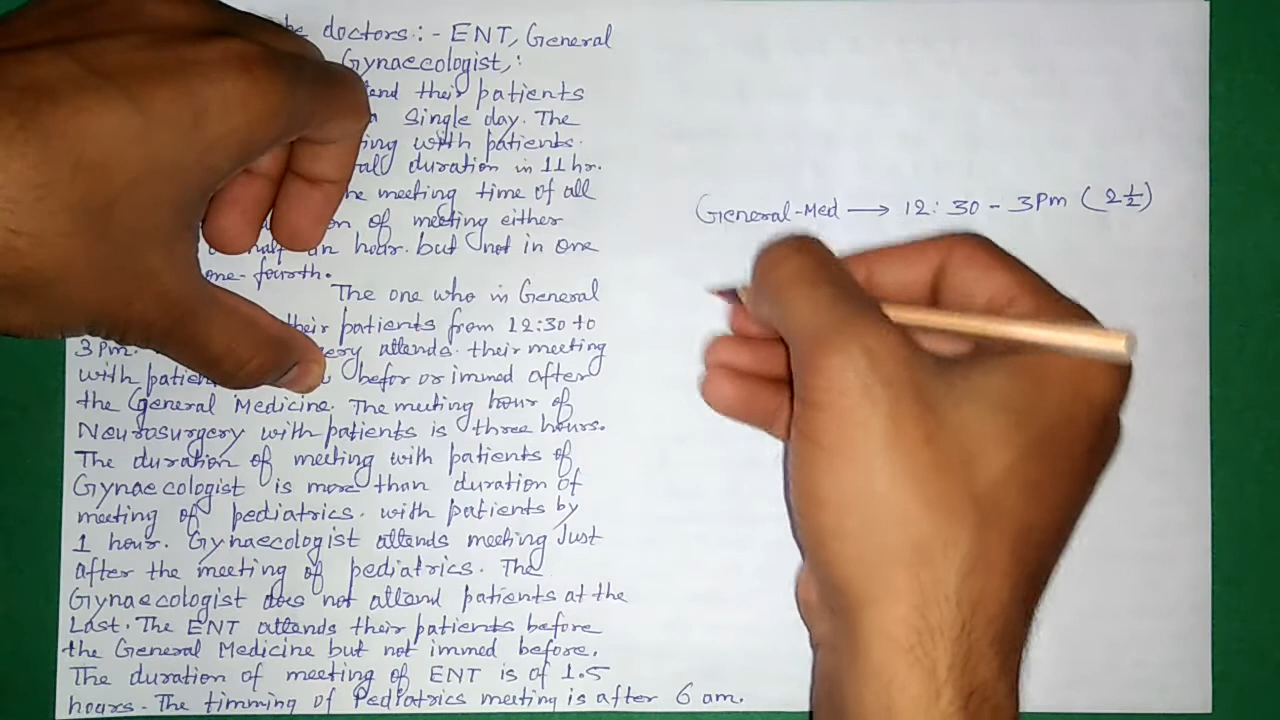 doctors:- ENT, General
Gynaecologist,:
their patients
a single day. The
with patients.
duration in 11 hr.
meeting time of all
of meeting either
half an hour. but not in one
one-fourth.
The one who in General
their patients from 12:30 to
3 Pm. attends. their meeting
with befor or immed after
the General Medicine. The meeting hour of
Neurosurgery with patients is three hours.
The duration of meeting with patients of
Gynaecologist is more than duration of
meeting of pediatrics. with patients by
1 hour. Gynaecologist attends meeting Just
after the meeting of pediatrics. The
Gynaecologist does not attend patients at the
Last. The ENT attends their patients before
the General Medicine but not immed before.
The duration of meeting of ENT is of 1.5
hours. The timming of Pediatrics meeting is after 6 am.
General-Med → 12:30 - 3Pm (2½)